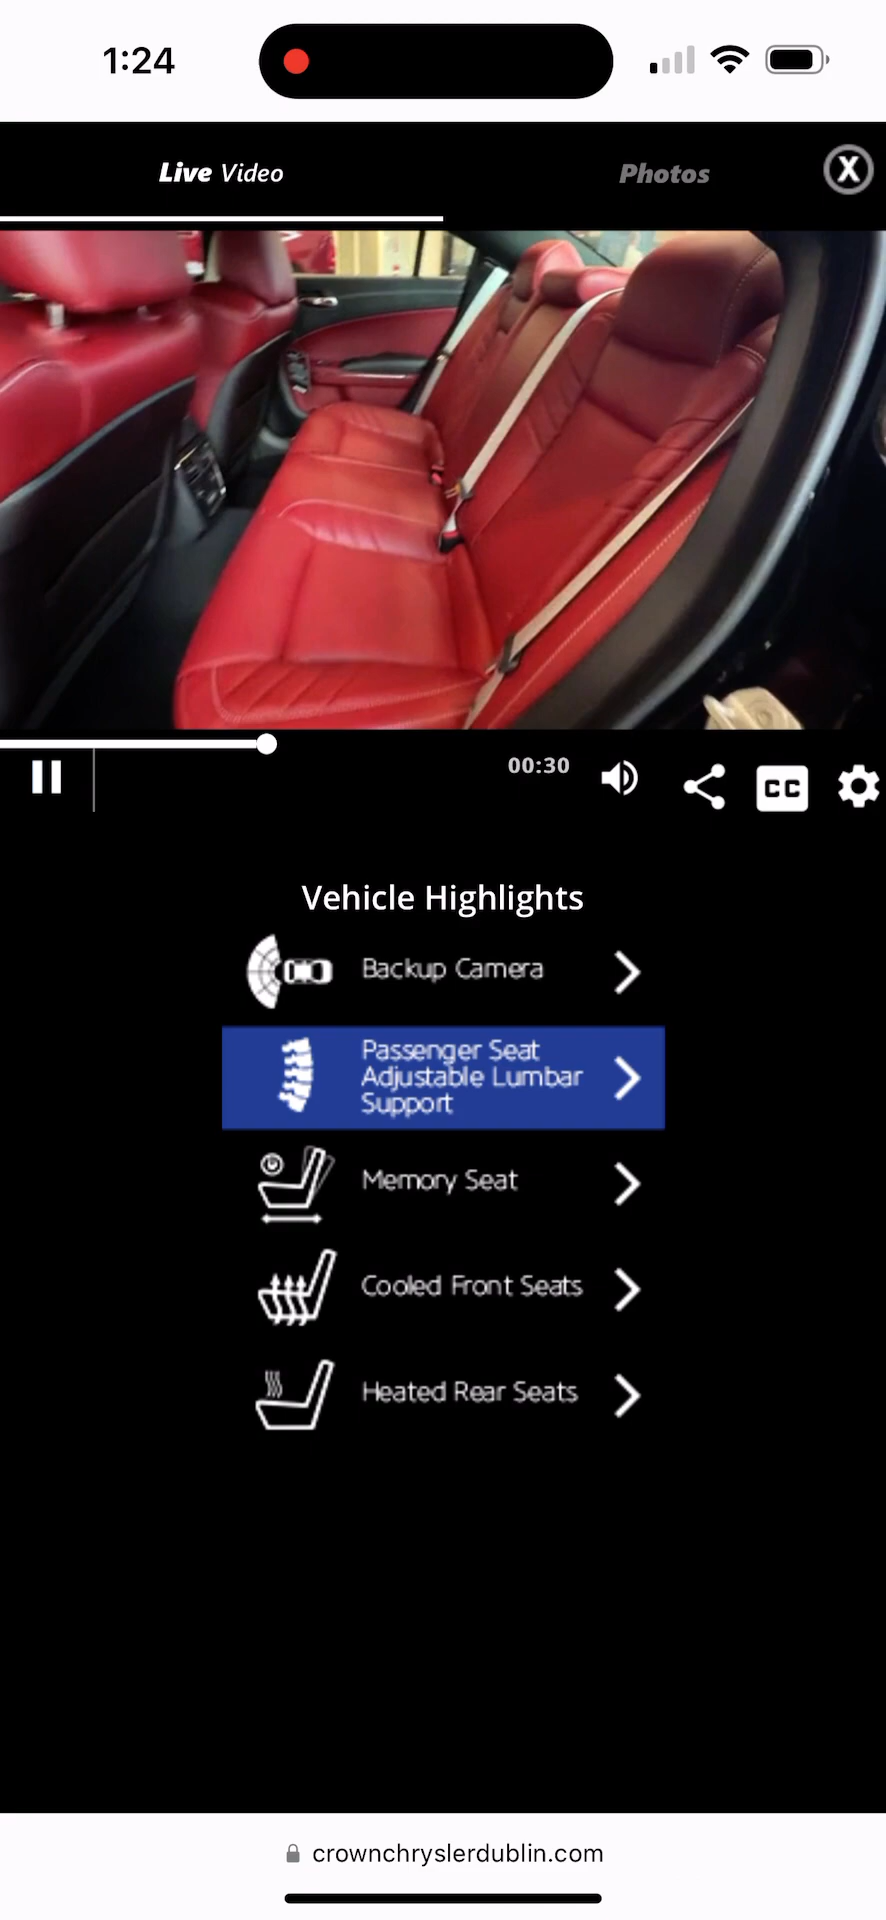 1:24
Live Video
Photos
X
00:30
CC
Vehicle Highlights
Backup Camera
Passenger Seat
Adjustable Lumbar
Support
Memory Seat
Cooled Front Seats
Heated Rear Seats
crownchryslerdublin.com